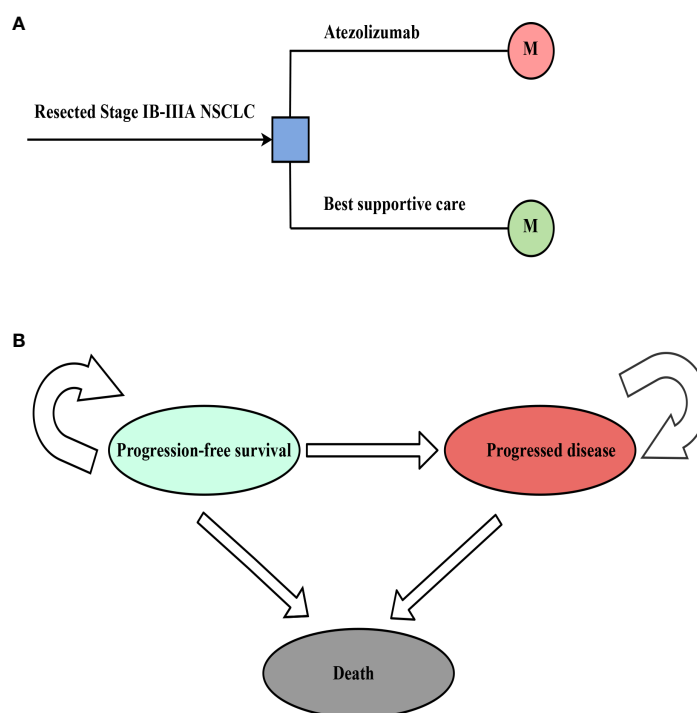 A
Atezolizumab
M
Resected Stage IB-IIIA NSCLC
Best supportive care
M
B
Progression-free survival
Progressed disease
Death